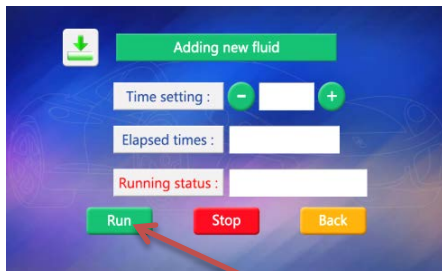 Adding new fluid
Time setting : - +
Elapsed times :
Running status :
Run Stop Back